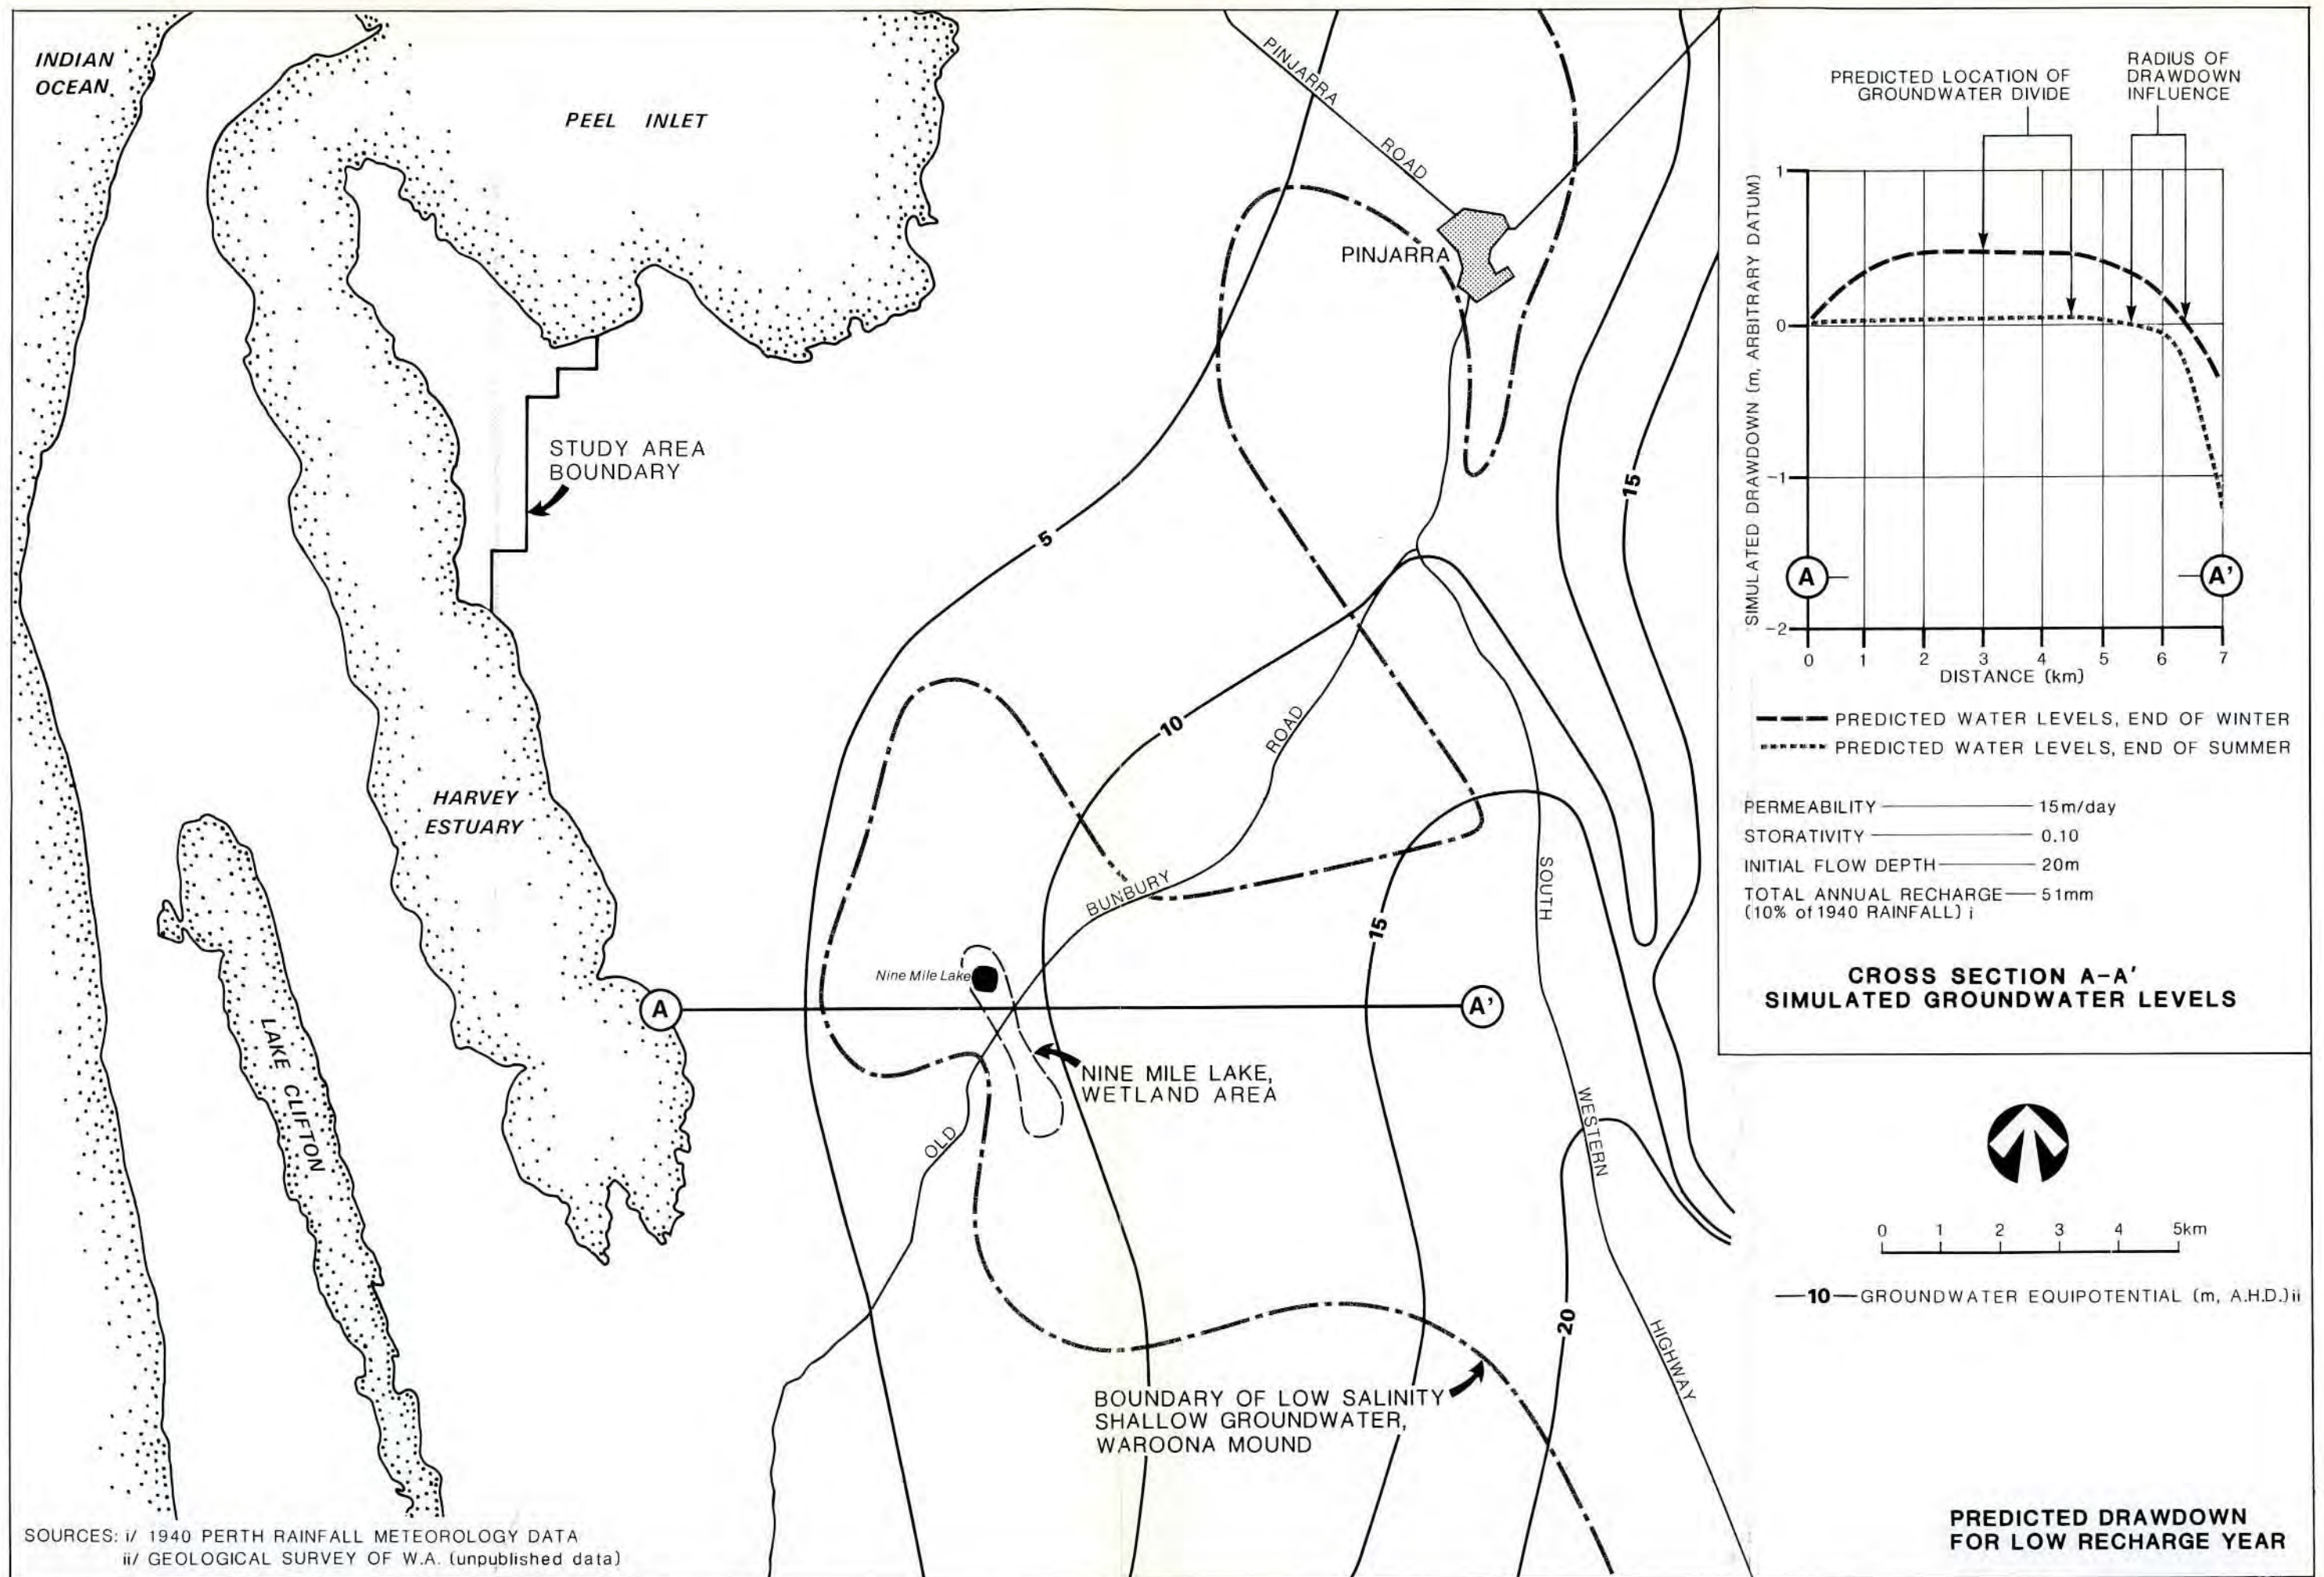 INDIAN
OCEAN
PEEL INLET
PINJARRA
ROAD
PINJARRA
STUDY AREA
BOUNDARY
5
15
10
ROAD
HARVEY
ESTUARY
BUNBURY
SOUTH
15
Nine Mile Lake
A
A'
LAKE CLIFTON
NINE MILE LAKE,
WETLAND AREA
OLD
WESTERN
20
HIGHWAY
BOUNDARY OF LOW SALINITY
SHALLOW GROUNDWATER,
WAROONA MOUND
SOURCES: i/ 1940 PERTH RAINFALL METEOROLOGY DATA
ii/ GEOLOGICAL SURVEY OF W.A. (unpublished data)
PREDICTED LOCATION OF
GROUNDWATER DIVIDE
RADIUS OF
DRAWDOWN
INFLUENCE
SIMULATED DRAWDOWN (m, ARBITRARY DATUM)
1
0
-1
-2
A
A'
0 1 2 3 4 5 6 7
DISTANCE (km)
PREDICTED WATER LEVELS, END OF WINTER
PREDICTED WATER LEVELS, END OF SUMMER
PERMEABILITY 15m/day
STORATIVITY 0.10
INITIAL FLOW DEPTH 20m
TOTAL ANNUAL RECHARGE 51mm
(10% of 1940 RAINFALL) i
CROSS SECTION A-A'
SIMULATED GROUNDWATER LEVELS
0 1 2 3 4 5km
10 GROUNDWATER EQUIPOTENTIAL (m, A.H.D.) ii
PREDICTED DRAWDOWN
FOR LOW RECHARGE YEAR